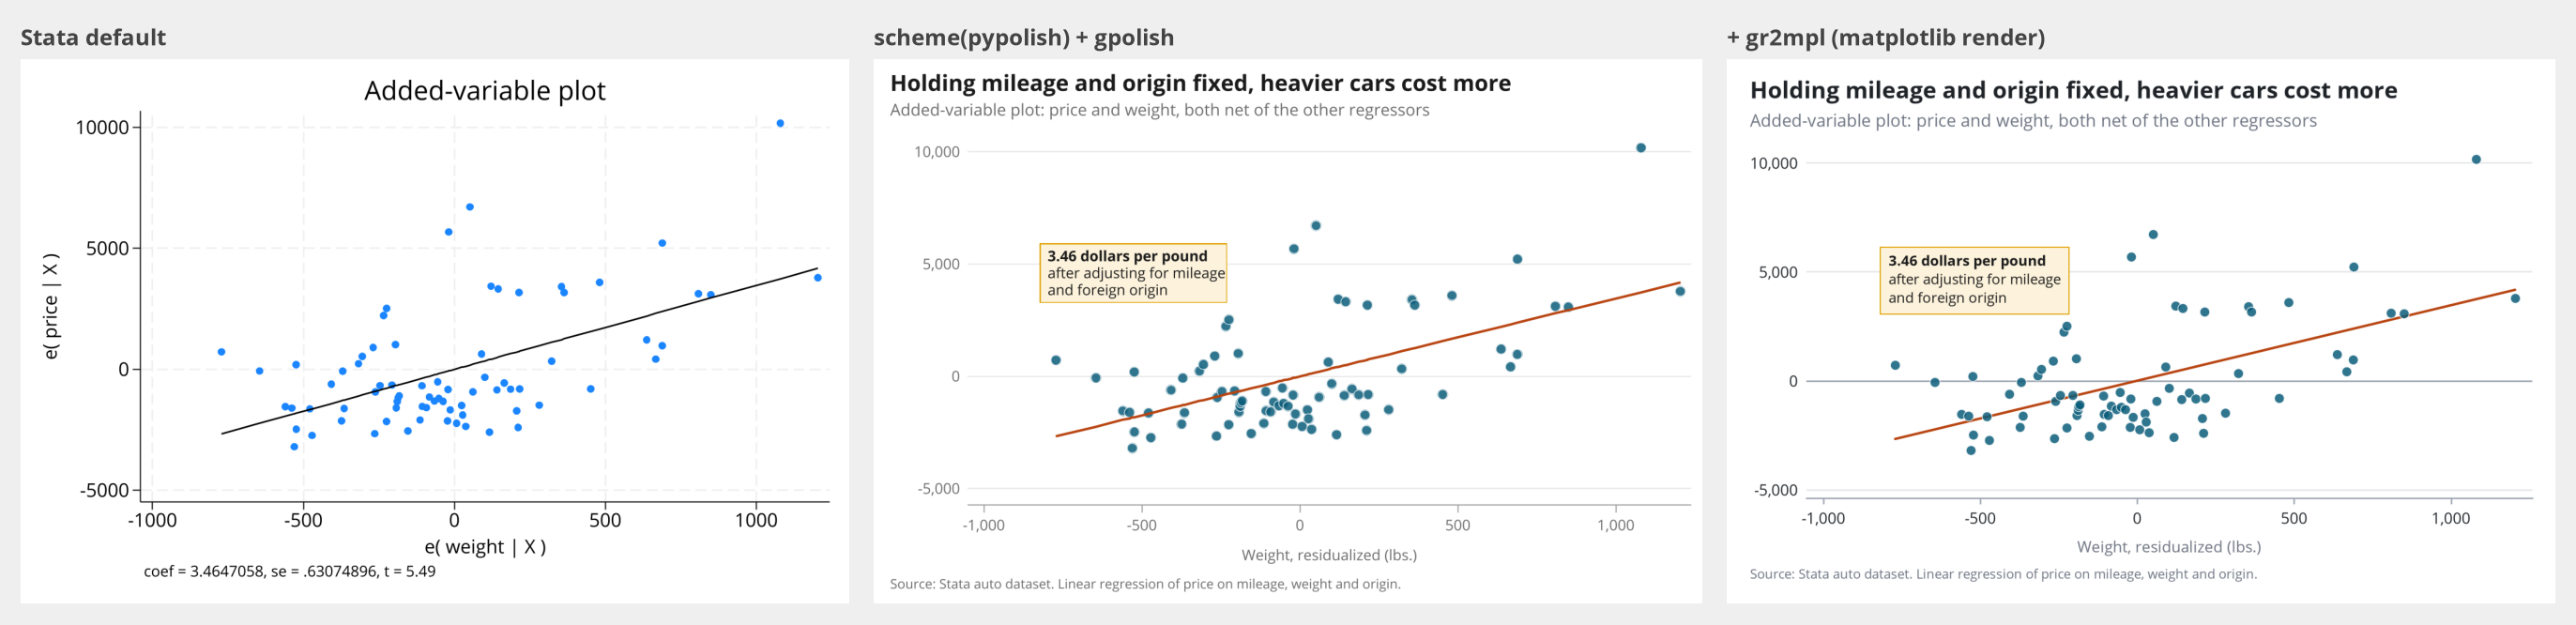 Stata default
Added-variable plot
10000
5000
0
-5000
e( price | X )
-1000
-500
0
500
1000
e( weight | X )
coef = 3.4647058, se = .63074896, t = 5.49
scheme(pypolish) + gpolish
Holding mileage and origin fixed, heavier cars cost more
Added-variable plot: price and weight, both net of the other regressors
10,000
5,000
0
-5,000
3.46 dollars per pound
after adjusting for mileage
and foreign origin
-1,000
-500
0
500
1,000
Weight, residualized (lbs.)
Source: Stata auto dataset. Linear regression of price on mileage, weight and origin.
+ gr2mpl (matplotlib render)
Holding mileage and origin fixed, heavier cars cost more
Added-variable plot: price and weight, both net of the other regressors
10,000
5,000
0
-5,000
3.46 dollars per pound
after adjusting for mileage
and foreign origin
-1,000
-500
0
500
1,000
Weight, residualized (lbs.)
Source: Stata auto dataset. Linear regression of price on mileage, weight and origin.